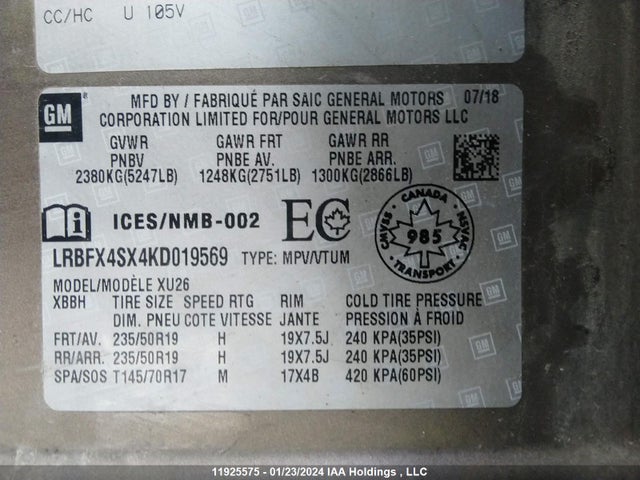 CC/HC U 105V
GM
MFD BY / FABRIQUÉ PAR SAIC GENERAL MOTORS 07/18
CORPORATION LIMITED FOR/POUR GENERAL MOTORS LLC
GVWR GAWR FRT GAWR RR
PNBV PNBE AV. PNBE ARR.
2380KG(5247LB) 1248KG(2751LB) 1300KG(2866LB)
i ICES/NMB-002 EC
CANADA
CMVSS 985 NSVAC
TRANSPORT
LRBFX4SX4KD019569 TYPE: MPV/VTUM
MODEL/MODÈLE XU26
XBBH TIRE SIZE SPEED RTG RIM COLD TIRE PRESSURE
DIM. PNEU COTE VITESSE JANTE PRESSION À FROID
FRT/AV. 235/50R19 H 19X7.5J 240 KPA(35PSI)
RR/ARR. 235/50R19 H 19X7.5J 240 KPA(35PSI)
SPA/SOS T145/70R17 M 17X4B 420 KPA(60PSI)
11925575 - 01/23/2024 IAA Holdings , LLC